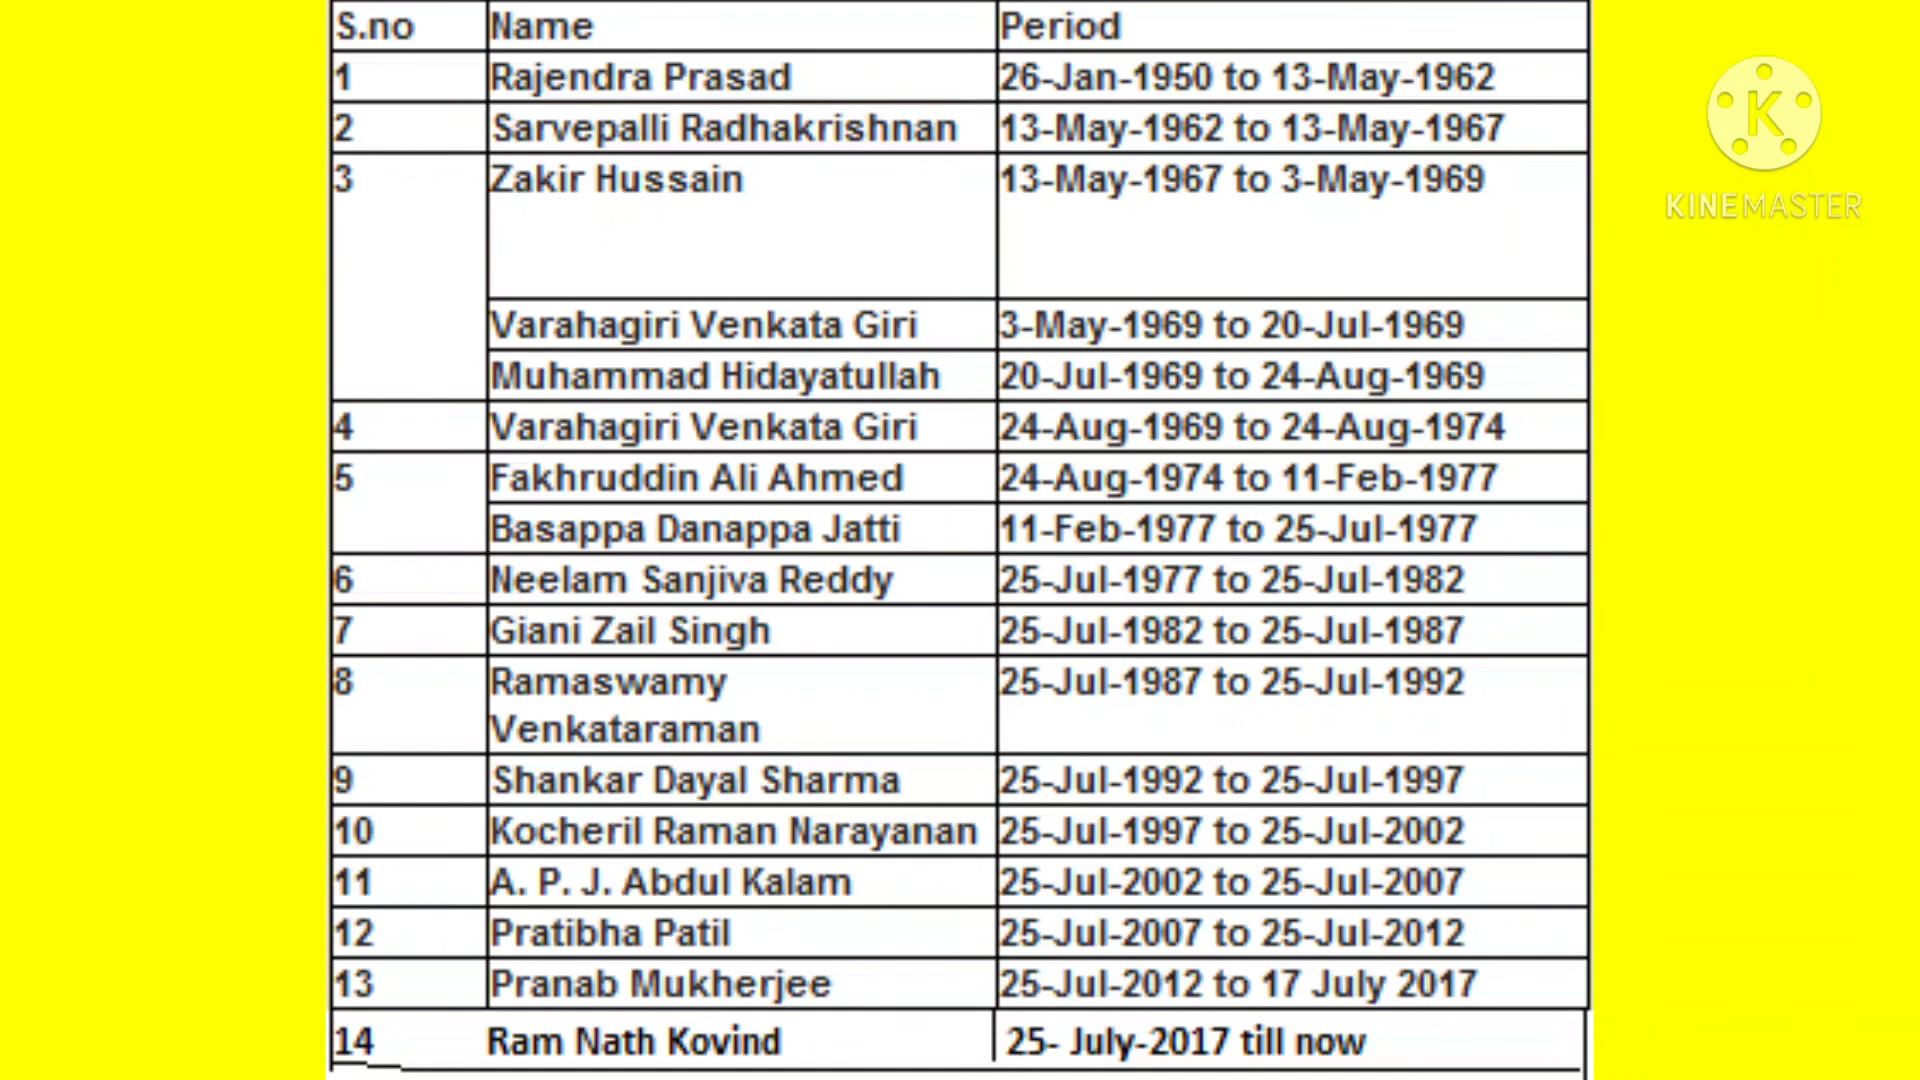 S.no Name Period
1 Rajendra Prasad 26-Jan-1950 to 13-May-1962
2 Sarvepalli Radhakrishnan 13-May-1962 to 13-May-1967
3 Zakir Hussain 13-May-1967 to 3-May-1969
Varahagiri Venkata Giri 3-May-1969 to 20-Jul-1969
Muhammad Hidayatullah 20-Jul-1969 to 24-Aug-1969
4 Varahagiri Venkata Giri 24-Aug-1969 to 24-Aug-1974
5 Fakhruddin Ali Ahmed 24-Aug-1974 to 11-Feb-1977
Basappa Danappa Jatti 11-Feb-1977 to 25-Jul-1977
6 Neelam Sanjiva Reddy 25-Jul-1977 to 25-Jul-1982
7 Giani Zail Singh 25-Jul-1982 to 25-Jul-1987
8 Ramaswamy 25-Jul-1987 to 25-Jul-1992
Venkataraman
9 Shankar Dayal Sharma 25-Jul-1992 to 25-Jul-1997
10 Kocheril Raman Narayanan 25-Jul-1997 to 25-Jul-2002
11 A. P. J. Abdul Kalam 25-Jul-2002 to 25-Jul-2007
12 Pratibha Patil 25-Jul-2007 to 25-Jul-2012
13 Pranab Mukherjee 25-Jul-2012 to 17 July 2017
14 Ram Nath Kovind 25- July-2017 till now
K
KINEMASTER